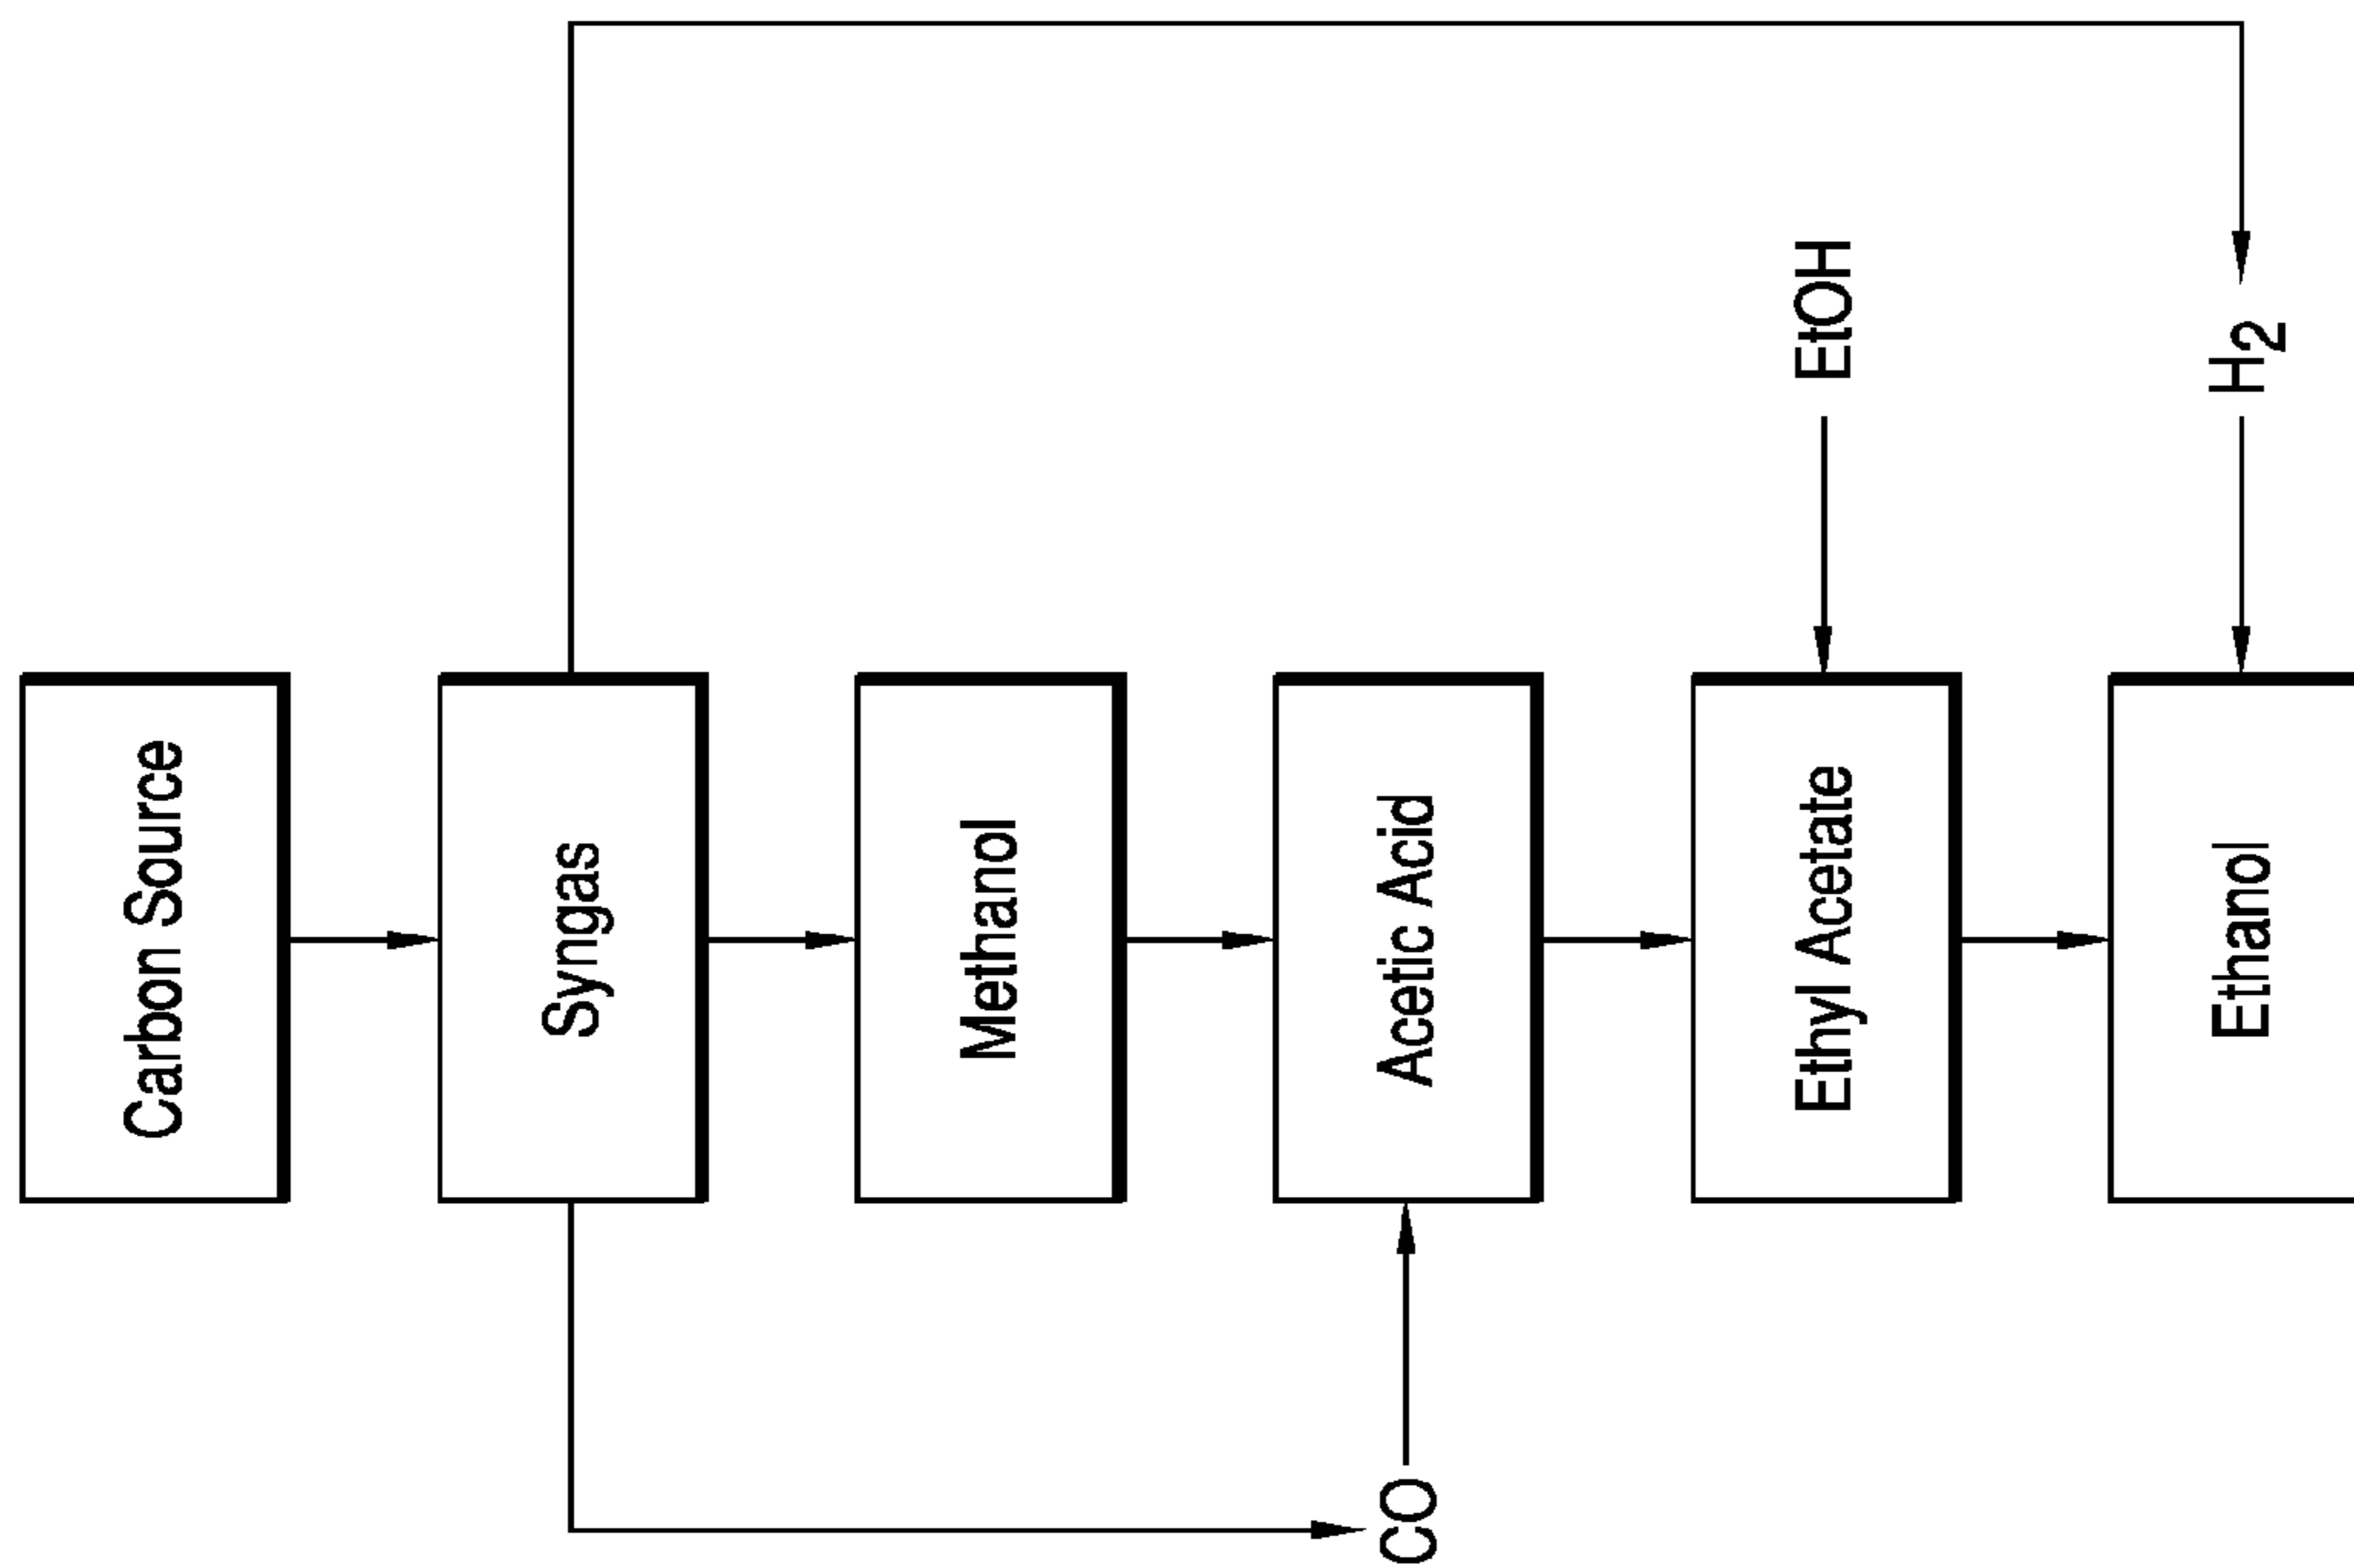 Carbon Source
Syngas
Methanol
CO
Acetic Acid
Ethyl Acetate
EtOH
Ethanol
H2